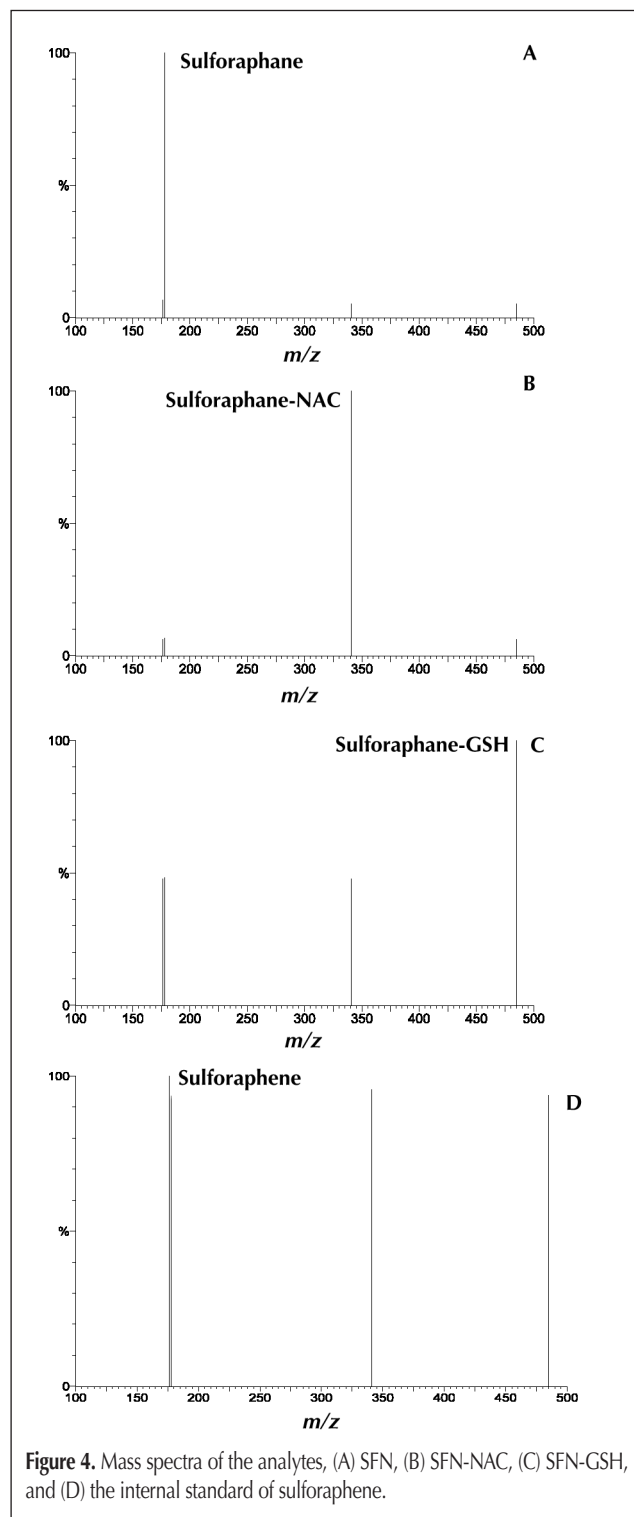 100 Sulforaphane A
%
0
100 150 200 250 300 350 400 450 500
m/z
100 B
Sulforaphane-NAC
%
0
100 150 200 250 300 350 400 450 500
m/z
100 Sulforaphane-GSH C
%
0
100 150 200 250 300 350 400 450 500
m/z
100 Sulforaphene
D
%
0
100 150 200 250 300 350 400 450 500
m/z
Figure 4. Mass spectra of the analytes, (A) SFN, (B) SFN-NAC, (C) SFN-GSH,
and (D) the internal standard of sulforaphene.